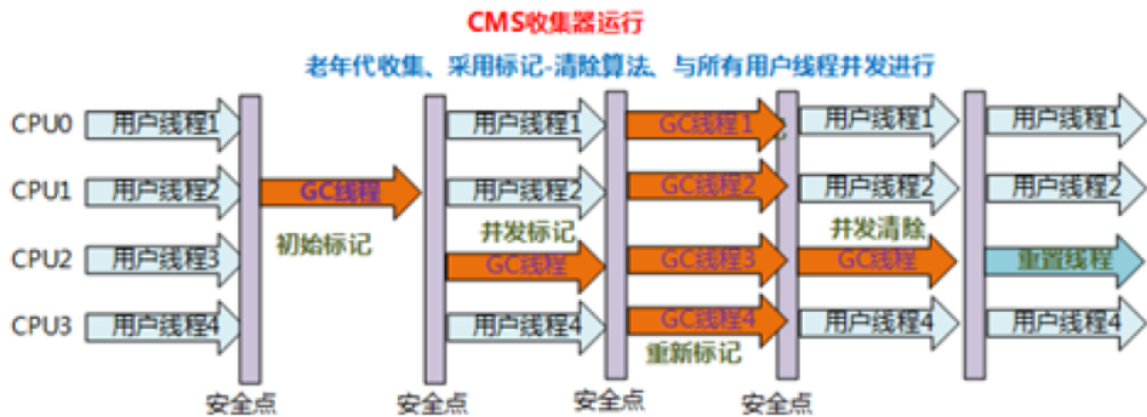 CMS收集器运行
老年代收集、采用标记-清除算法、与所有用户线程并发进行
CPU0 用户线程1 用户线程1 GC线程1 用户线程1 用户线程1
CPU1 用户线程2 GC线程 用户线程2 GC线程2 用户线程2 用户线程2
初始标记 并发标记 并发清除
CPU2 用户线程3 GC线程 GC线程3 GC线程 重置线程
CPU3 用户线程4 用户线程4 GC线程4 用户线程4 用户线程4
重新标记
安全点 安全点 安全点 安全点